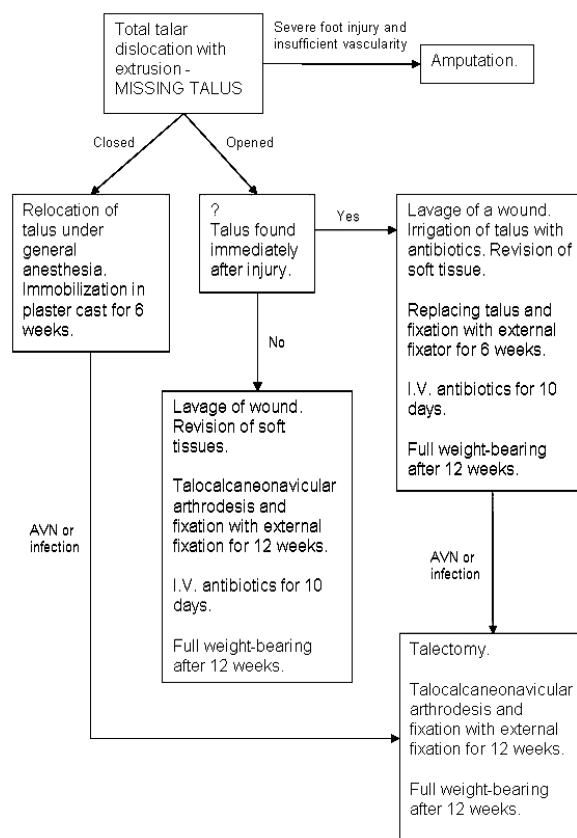 Total talar
dislocation with
extrusion -
MISSING TALUS
Severe foot injury and
insufficient vascularity
Amputation.
Closed
Opened
Relocation of
talus under
general
anesthesia.
Immobilization in
plaster cast for 6
weeks.
?
Talus found
immediately
after injury.
Yes
Lavage of a wound.
Irrigation of talus with
antibiotics. Revision of
soft tissue.
Replacing talus and
fixation with external
fixator for 6 weeks.
I.V. antibiotics for 10
days.
Full weight-bearing
after 12 weeks.
No
Lavage of wound.
Revision of soft
tissues.
Talocalcaneonavicular
arthrodesis and
fixation with external
fixation for 12 weeks.
I.V. antibiotics for 10
days.
Full weight-bearing
after 12 weeks.
AVN or
infection
AVN or
infection
Talectomy.
Talocalcaneonavicular
arthrodesis and
fixation with external
fixation for 12 weeks.
Full weight-bearing
after 12 weeks.